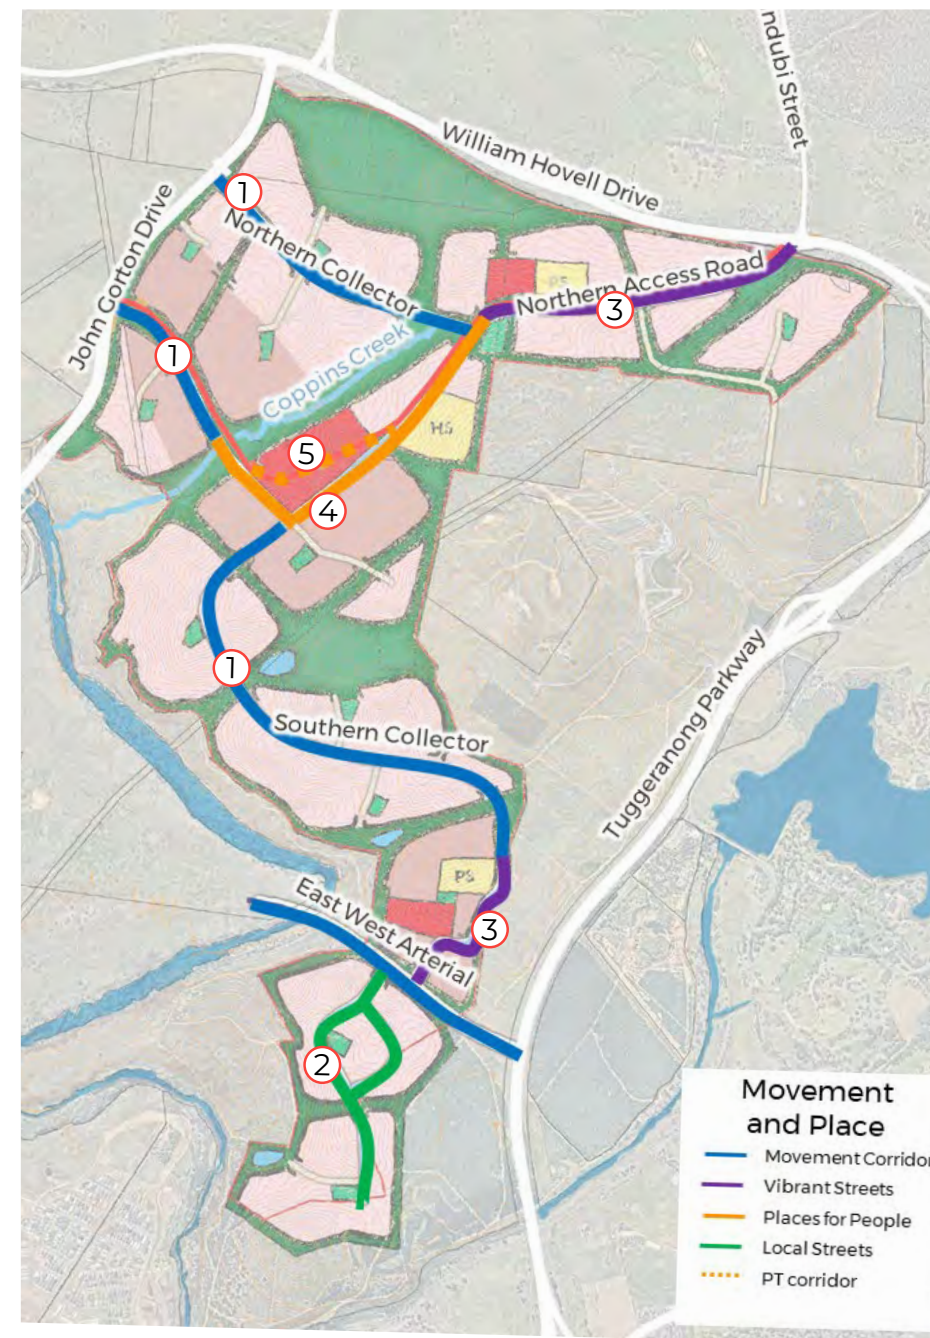 ndubi Street
William Hovell Drive
John Gorton Drive
1
Northern Collector
PS
Northern Access Road
3
1
Coppins Creek
HS
5
4
1
Southern Collector
Tuggeranong Parkway
PS
East West Arterial
3
2
Movement
and Place
Movement Corridor
Vibrant Streets
Places for People
Local Streets
PT corridor